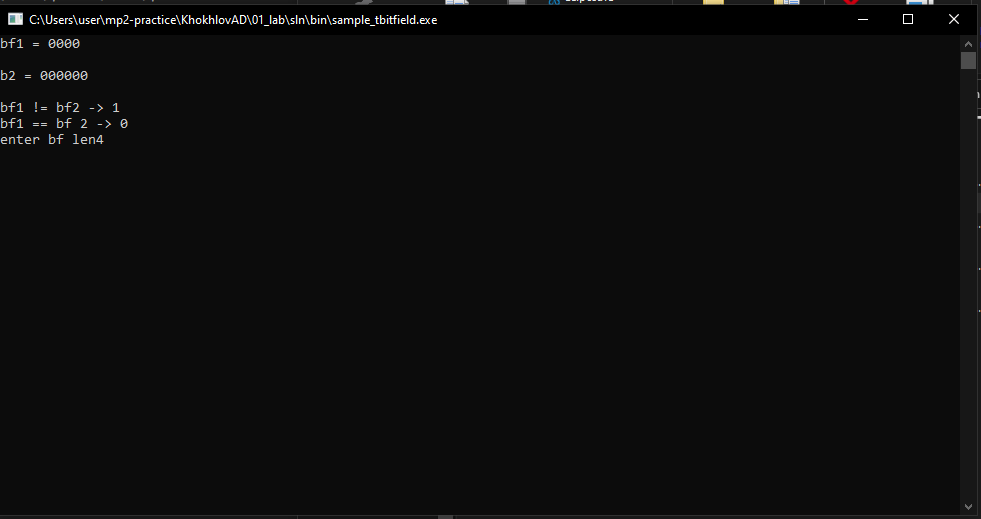 C:\Users\user\mp2-practice\KhokhlovAD\01_lab\sln\bin\sample_tbitfield.exe
bf1 = 0000
b2 = 000000
bf1 != bf2 -> 1
bf1 == bf 2 -> 0
enter bf len4